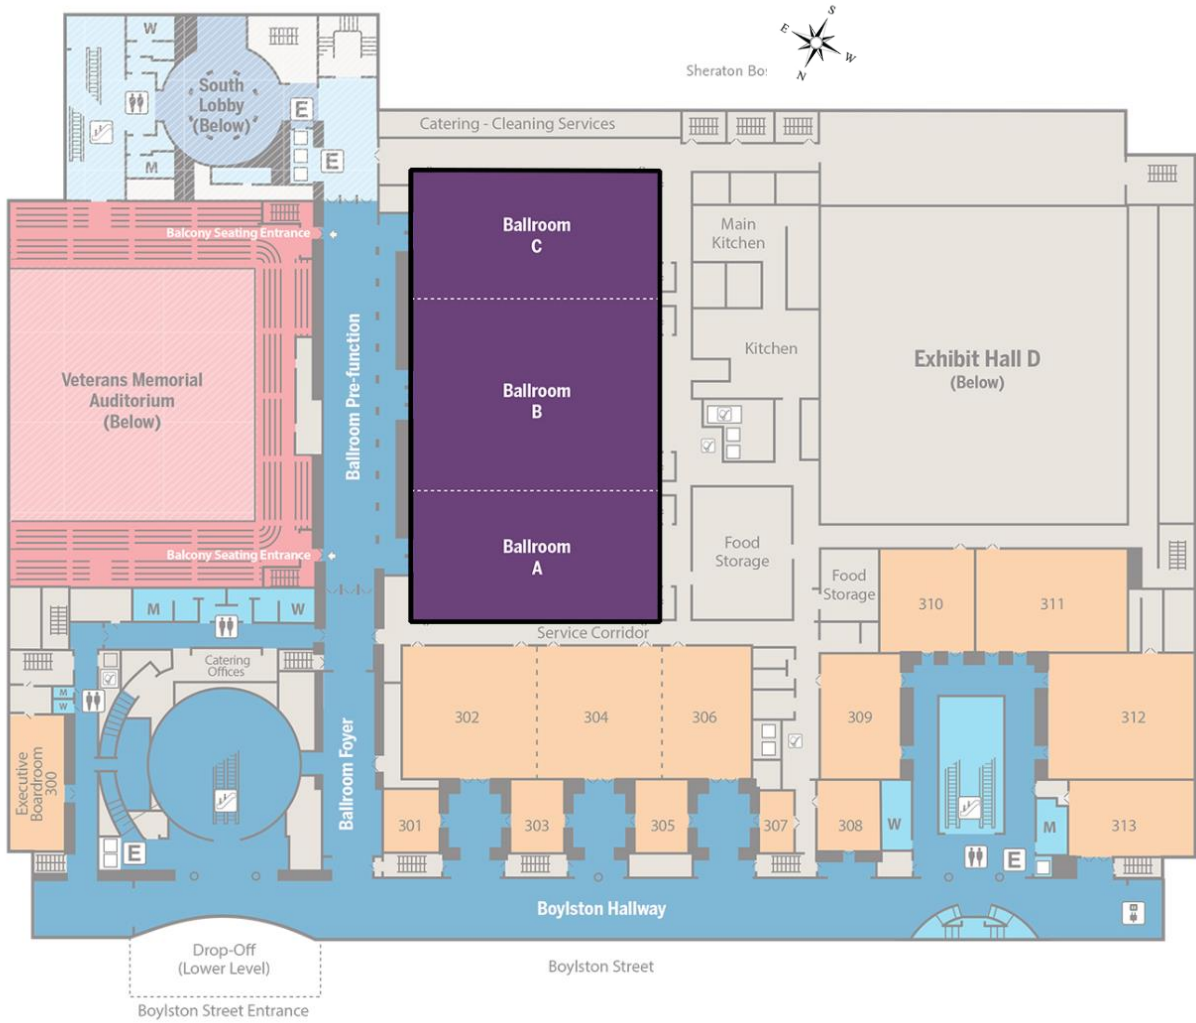 S
E
W
N
Sheraton Bos
W
South
Lobby
(Below)
E
E
M
Catering - Cleaning Services
Balcony Seating Entrance
Ballroom
C
Main
Kitchen
Veterans Memorial
Auditorium
(Below)
Ballroom Pre-function
Ballroom
B
Kitchen
Exhibit Hall D
(Below)
Balcony Seating Entrance
Ballroom
A
Food
Storage
Food
Storage
310
311
M
W
Service Corridor
Catering
Offices
M
W
Executive
Boardroom
300
Ballroom Foyer
302
304
306
309
312
301
303
305
307
308
W
M
313
E
E
Boylston Hallway
Drop-Off
(Lower Level)
Boylston Street
Boylston Street Entrance